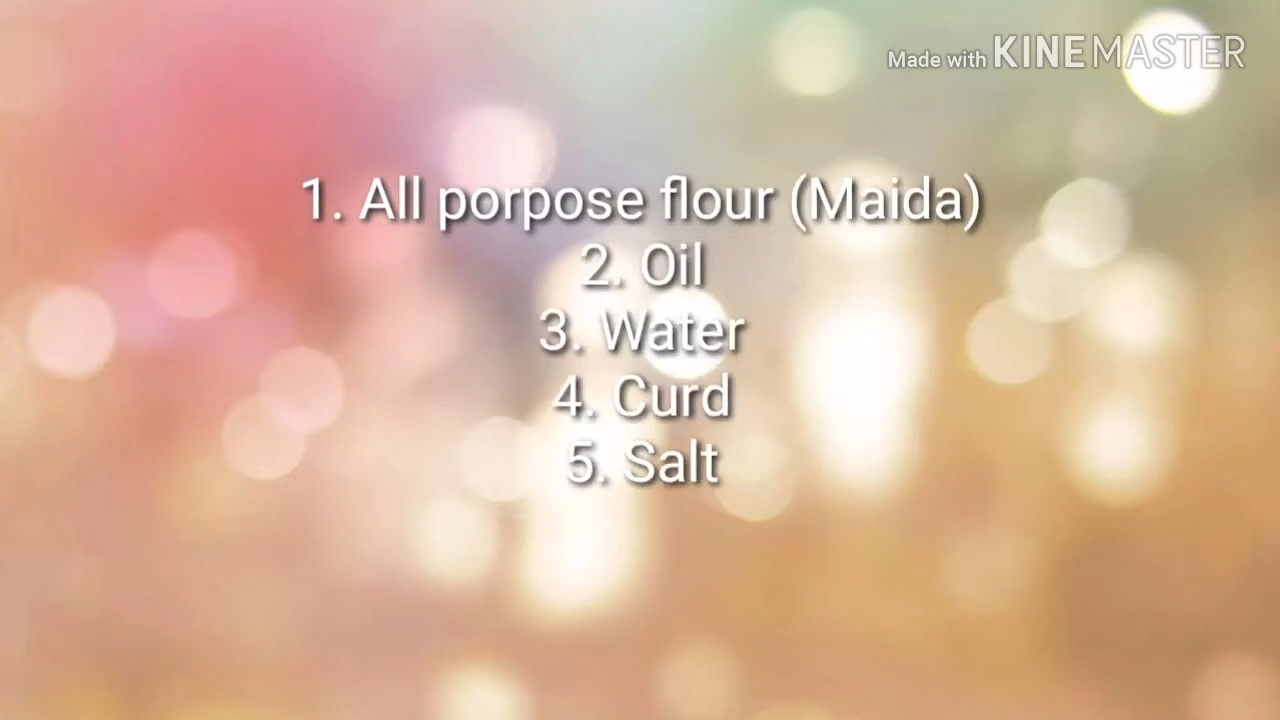 Made with KINEMASTER
1. All porpose flour (Maida)
2. Oil
3. Water
4. Curd
5. Salt